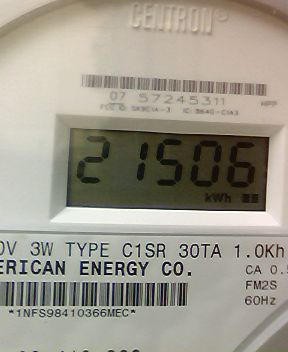 CENTRON®
07 57245311
21506
kWh
0V 3W TYPE C1SR 30TA 1.0Kh
ERICAN ENERGY CO.
CA 0.5
FM2S
60Hz
*1NFS98410366MEC*